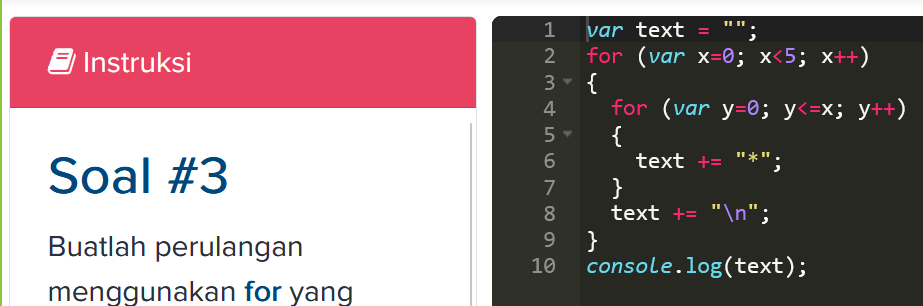 Instruksi
Soal #3
Buatlah perulangan
menggunakan for yang
1 var text = "";
2 for (var x=0; x<5; x++)
3 {
4   for (var y=0; y<=x; y++)
5   {
6     text += "*";
7   }
8   text += "\n";
9 }
10 console.log(text);